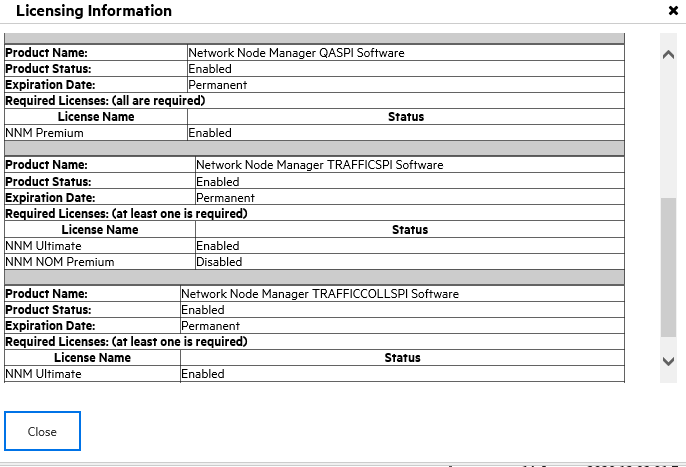 Licensing Information
Product Name: Network Node Manager QASPI Software
Product Status: Enabled
Expiration Date: Permanent
Required Licenses: (all are required)
License Name Status
NNM Premium Enabled
Product Name: Network Node Manager TRAFFICSPI Software
Product Status: Enabled
Expiration Date: Permanent
Required Licenses: (at least one is required)
License Name Status
NNM Ultimate Enabled
NNM NOM Premium Disabled
Product Name: Network Node Manager TRAFFICCOLLSPI Software
Product Status: Enabled
Expiration Date: Permanent
Required Licenses: (at least one is required)
License Name Status
NNM Ultimate Enabled
Close